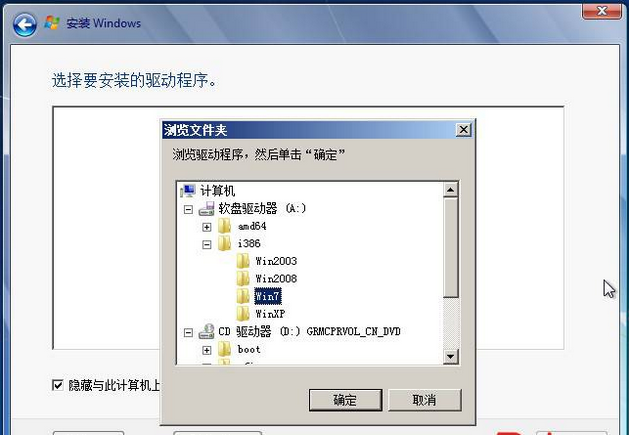 安装 Windows
选择要安装的驱动程序。
浏览文件夹
浏览驱动程序，然后单击“确定”
计算机
软盘驱动器 (A:)
amd64
i386
Win2003
Win2008
Win7
WinXP
CD 驱动器 (D:) GRMCPRVOL_CN_DVD
boot
隐藏与此计算机上
确定
取消